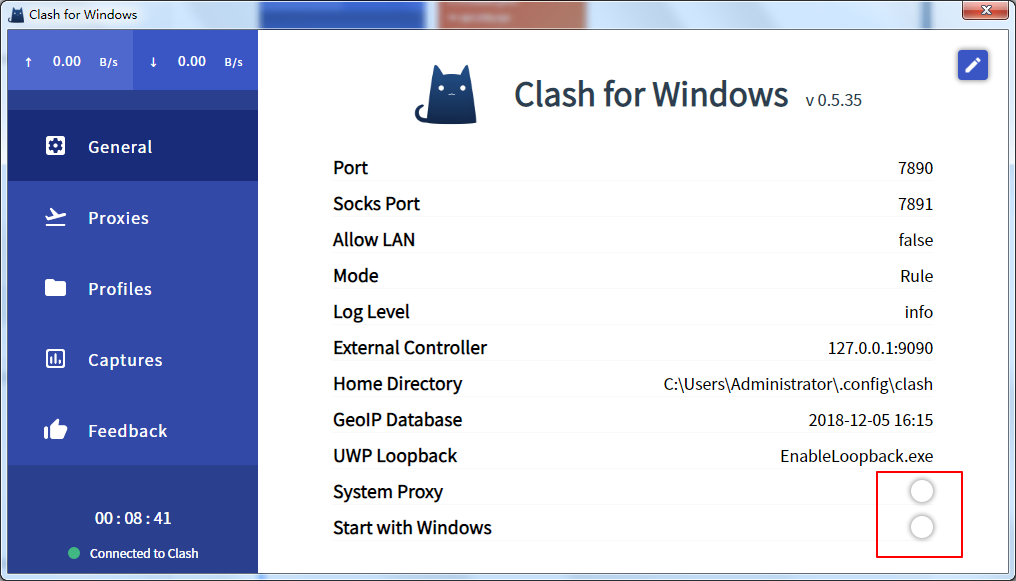 Clash for Windows
↑ 0.00 B/s ↓ 0.00 B/s
General
Proxies
Profiles
Captures
Feedback
00 : 08 : 41
Connected to Clash
Clash for Windows v 0.5.35
Port 7890
Socks Port 7891
Allow LAN false
Mode Rule
Log Level info
External Controller 127.0.0.1:9090
Home Directory C:\Users\Administrator\.config\clash
GeoIP Database 2018-12-05 16:15
UWP Loopback EnableLoopback.exe
System Proxy
Start with Windows